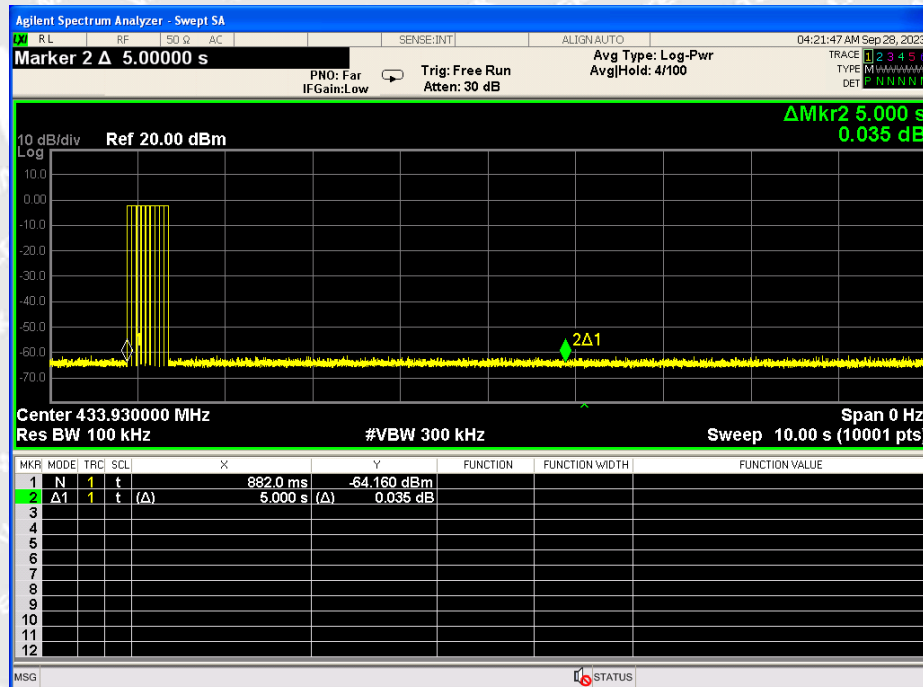 Agilent Spectrum Analyzer - Swept SA
LXI RL RF 50 Ω AC SENSE:INT ALIGN AUTO 04:21:47 AM Sep 28, 2023
Marker 2 Δ 5.00000 s
PNO: Far
IFGain:Low
Trig: Free Run
Atten: 30 dB
Avg Type: Log-Pwr
Avg|Hold: 4/100
TRACE 1 2 3 4 5
TYPE M
DET P N N N N
ΔMkr2 5.000 s
0.035 dB
10 dB/div Ref 20.00 dBm
Log
10.0
0.00
-10.0
-20.0
-30.0
-40.0
-50.0
-60.0
-70.0
2Δ1
Center 433.930000 MHz Span 0 Hz
Res BW 100 kHz #VBW 300 kHz Sweep 10.00 s (10001 pts)
MKR MODE TRC SCL X Y FUNCTION FUNCTION WIDTH FUNCTION VALUE
1 N 1 t 882.0 ms -64.160 dBm
2 Δ1 1 t (Δ) 5.000 s (Δ) 0.035 dB
3
4
5
6
7
8
9
10
11
12
MSG STATUS